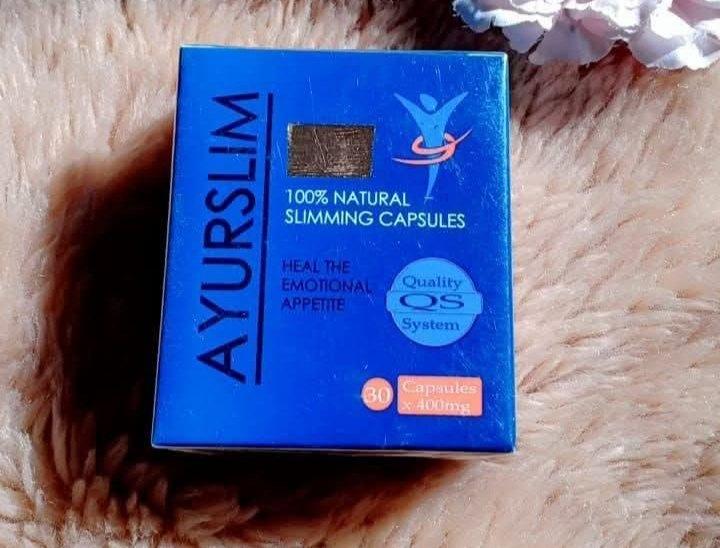 AYURSLIM
100% NATURAL
SLIMMING CAPSULES
HEAL THE
EMOTIONAL
APPETITE
Quality
QS
System
30
Capsules
x 400mg